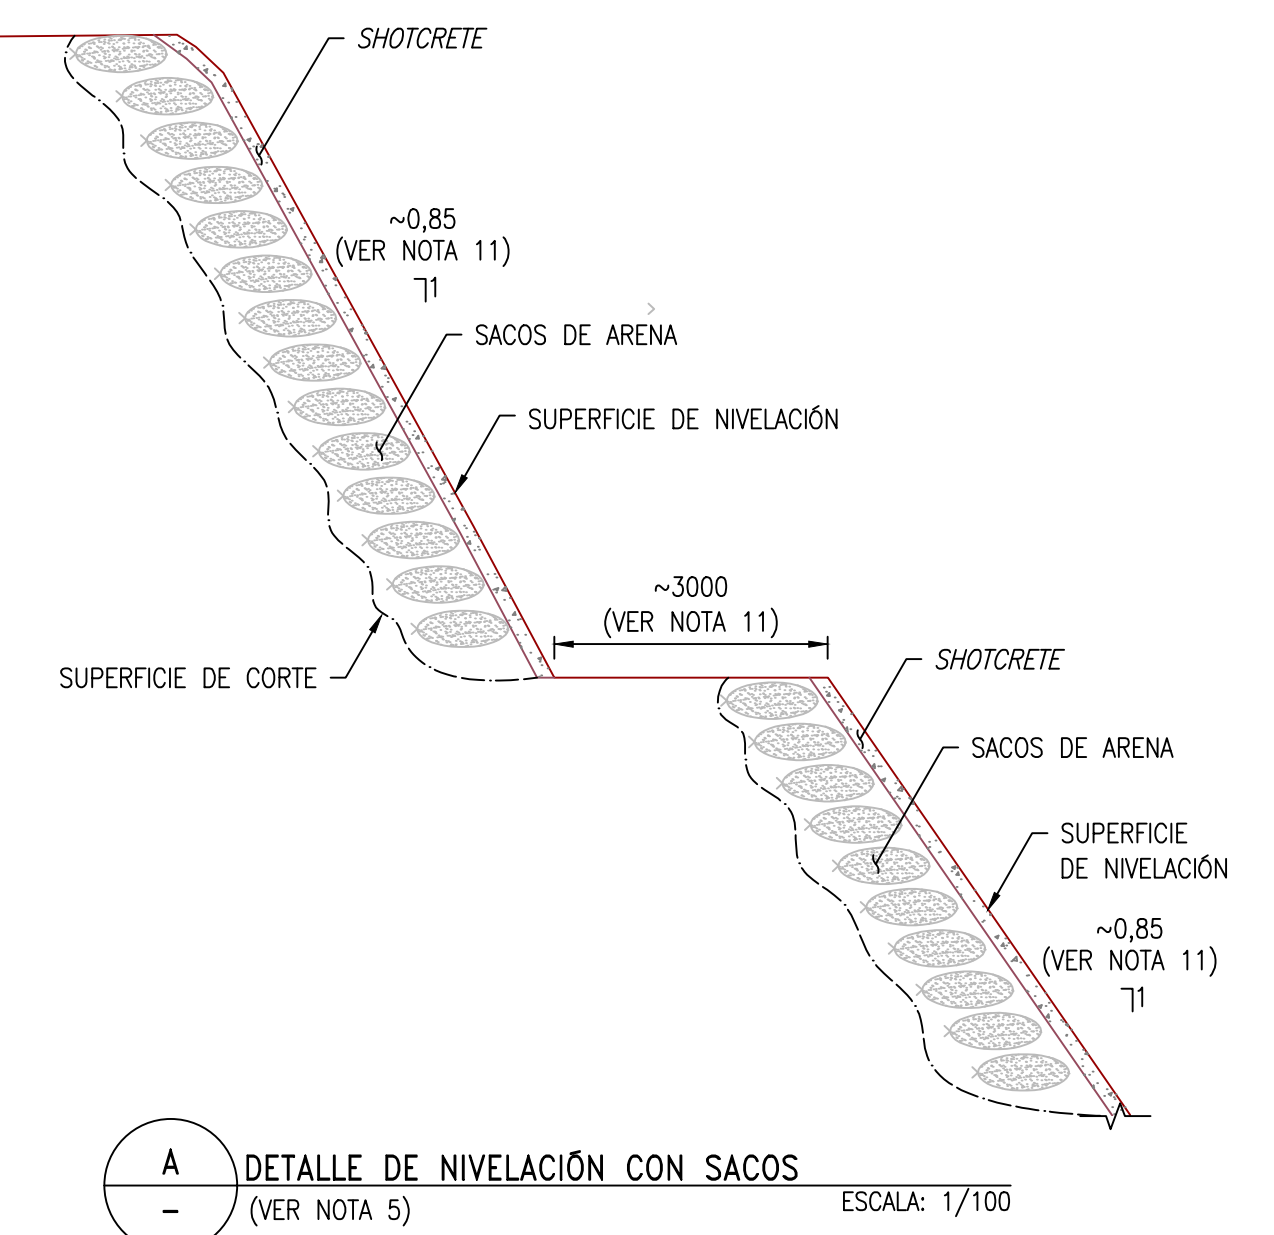 SHOTCRETE
~0,85
(VER NOTA 11)
1
SACOS DE ARENA
SUPERFICIE DE NIVELACIÓN
~3000
(VER NOTA 11)
SUPERFICIE DE CORTE
SHOTCRETE
SACOS DE ARENA
SUPERFICIE
DE NIVELACIÓN
~0,85
(VER NOTA 11)
1
A
-
DETALLE DE NIVELACIÓN CON SACOS
(VER NOTA 5)
ESCALA: 1/100